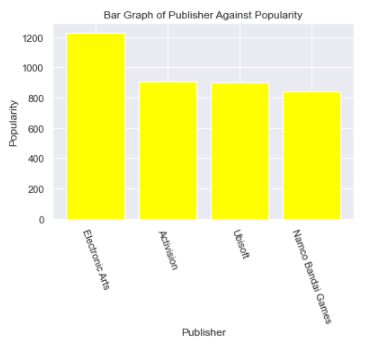 Bar Graph of Publisher Against Popularity
1200
1000
800
600
400
200
0
Popularity
Electronic Arts
Activision
Ubisoft
Namco Bandai Games
Publisher